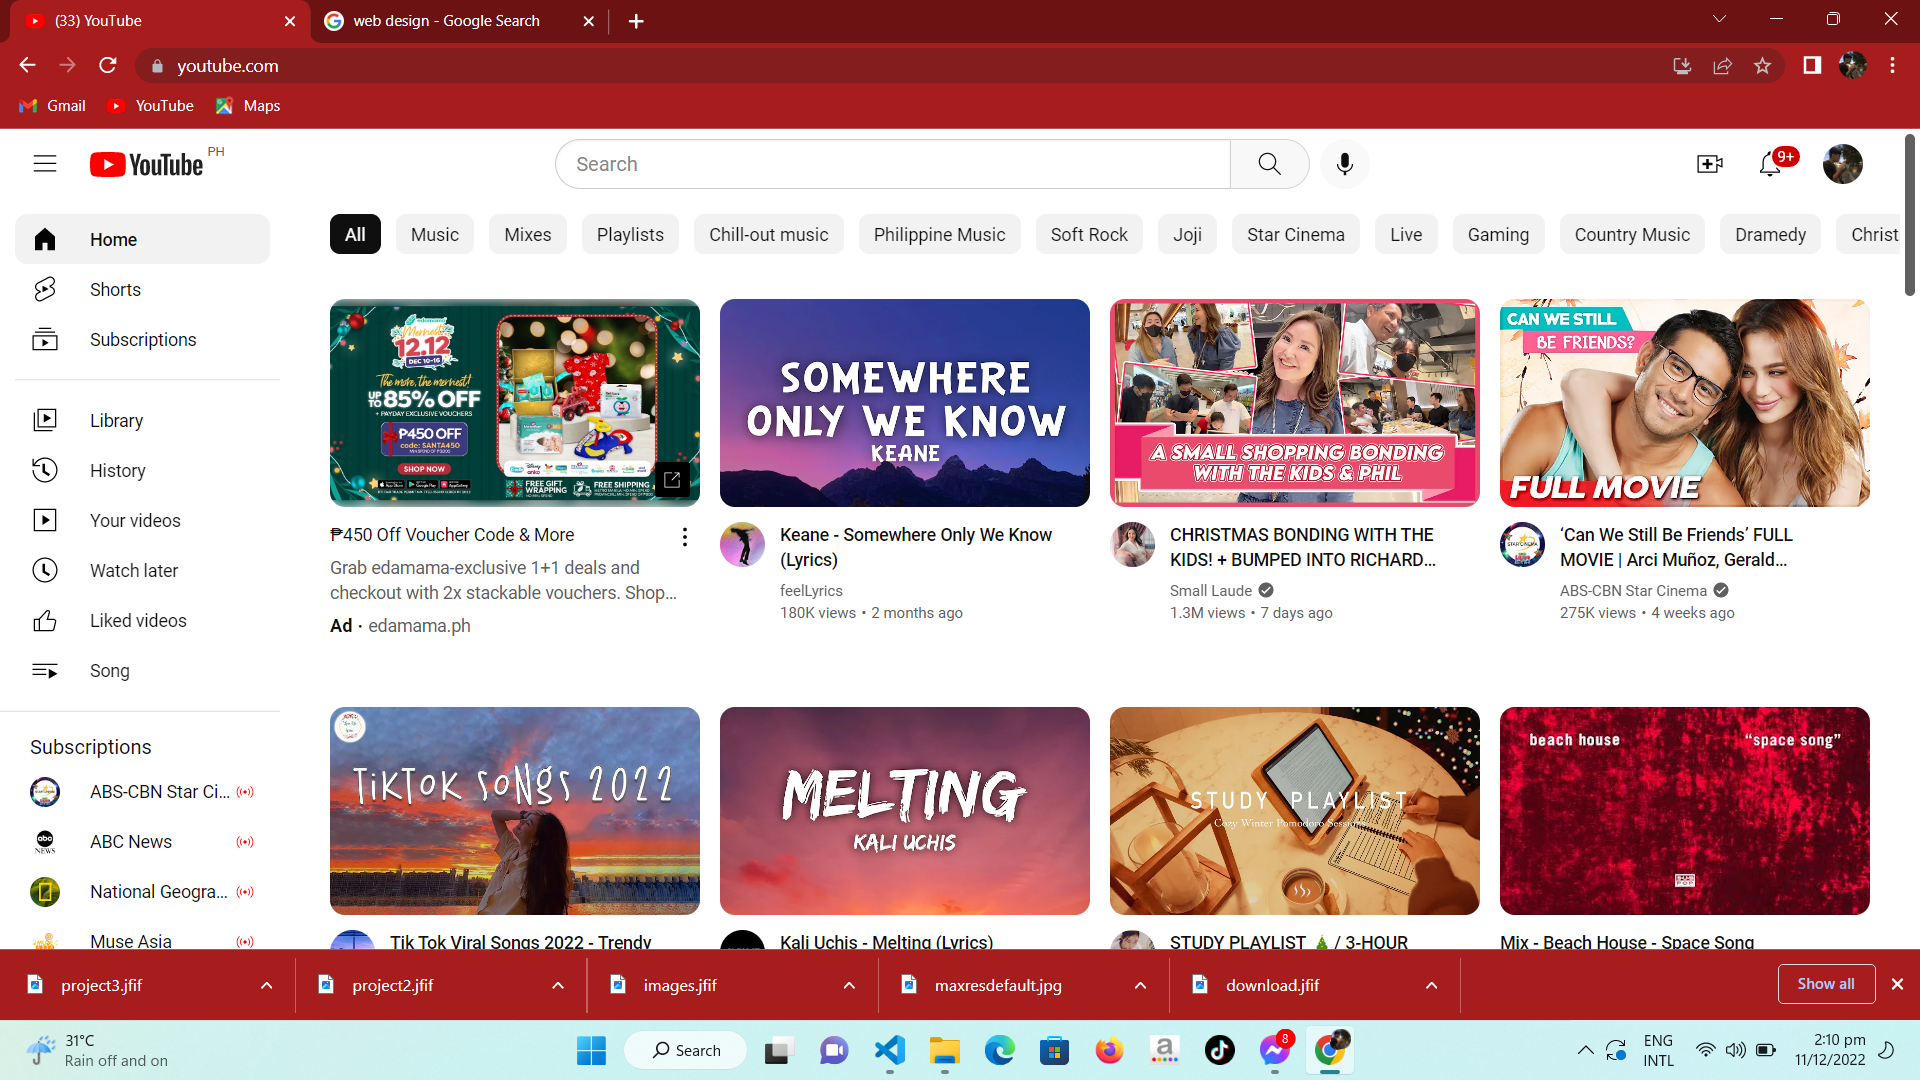 (33) YouTube
web design - Google Search
youtube.com
Gmail
YouTube
Maps
YouTube PH
Search
9+
All
Music
Mixes
Playlists
Chill-out music
Philippine Music
Soft Rock
Joji
Star Cinema
Live
Gaming
Country Music
Dramedy
Christ
Home
Shorts
Subscriptions
Library
History
Your videos
Watch later
Liked videos
Song
Subscriptions
ABS-CBN Star Ci...
ABC News
National Geogra...
Muse Asia
edamama
12.12
DEC 10-16
The more, the merriest!
UP TO 85% OFF
+ PAYDAY EXCLUSIVE VOUCHERS
₱450 OFF
code: SANTA450
SHOP NOW
FREE GIFT WRAPPING
FREE SHIPPING
₱450 Off Voucher Code & More
Grab edamama-exclusive 1+1 deals and
checkout with 2x stackable vouchers. Shop...
Ad · edamama.ph
SOMEWHERE
ONLY WE KNOW
KEANE
Keane - Somewhere Only We Know
(Lyrics)
feelLyrics
180K views • 2 months ago
A SMALL SHOPPING BONDING
WITH THE KIDS & PHIL
CHRISTMAS BONDING WITH THE
KIDS! + BUMPED INTO RICHARD...
Small Laude
1.3M views • 7 days ago
CAN WE STILL
BE FRIENDS?
FULL MOVIE
‘Can We Still Be Friends’ FULL
MOVIE | Arci Muñoz, Gerald...
ABS-CBN Star Cinema
275K views • 4 weeks ago
TikTok songs 2022
Tik Tok Viral Songs 2022 - Trendy
MELTING
KALI UCHIS
Kali Uchis - Melting (Lyrics)
STUDY PLAYLIST
Cozy Winter Pomodoro Session
STUDY PLAYLIST 🎄 / 3-HOUR
beach house
“space song”
SUB POP
Mix - Beach House - Space Song
project3.jfif
project2.jfif
images.jfif
maxresdefault.jpg
download.jfif
Show all
31°C
Rain off and on
Search
8
ENG
INTL
2:10 pm
11/12/2022